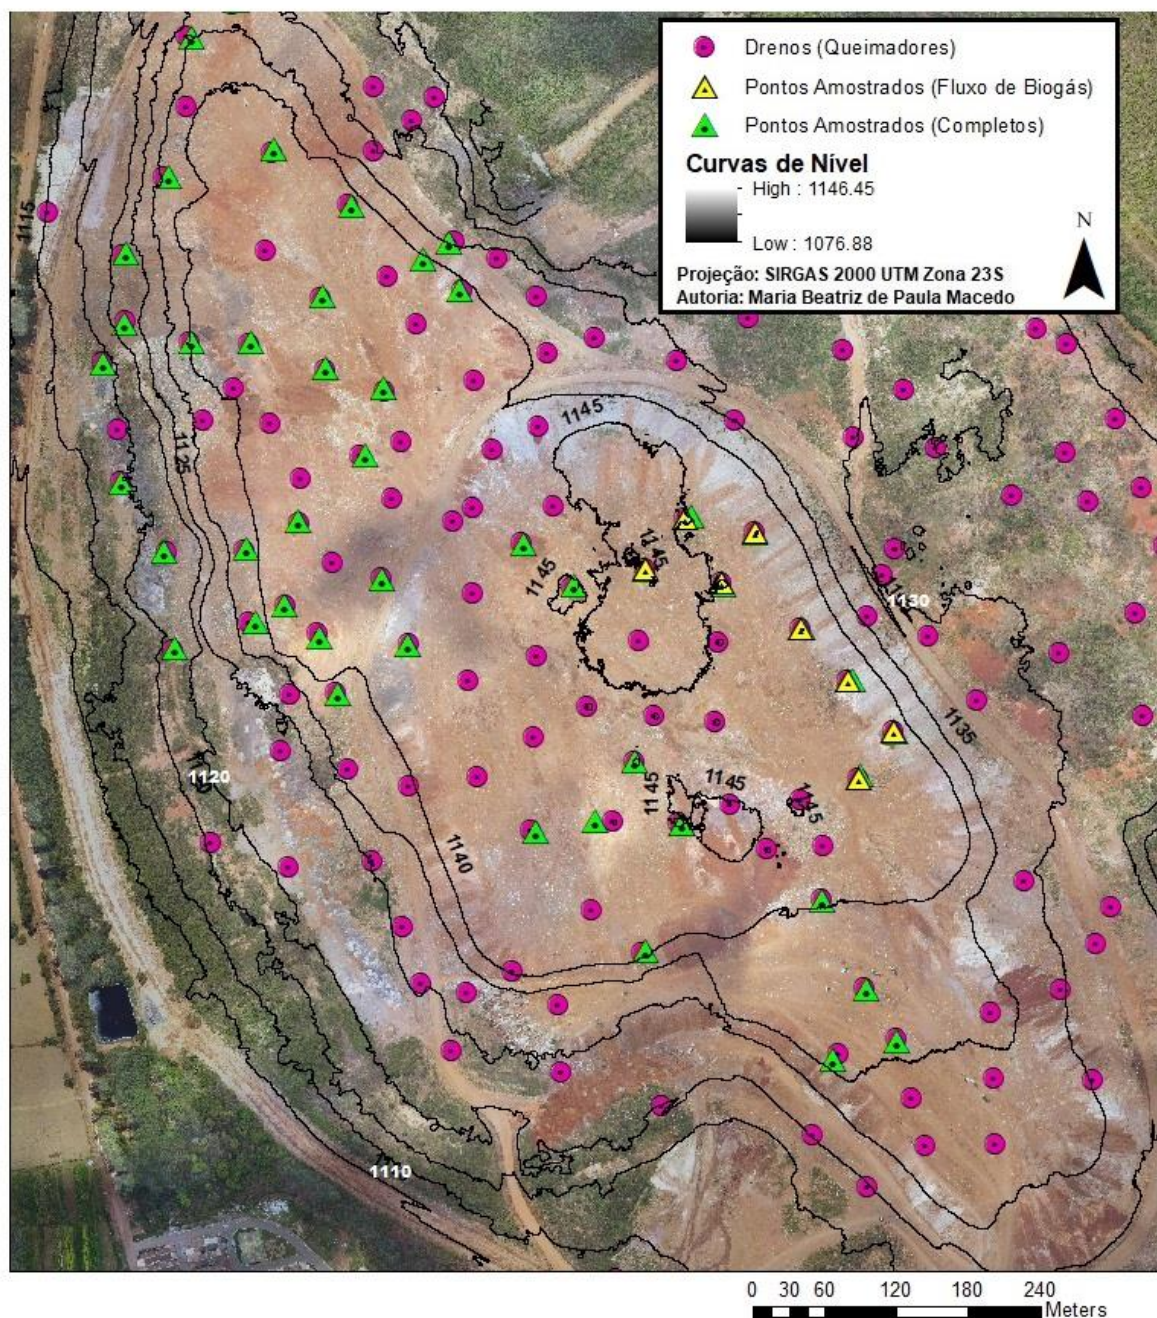 Drenos (Queimadores)
Pontos Amostrados (Fluxo de Biogás)
Pontos Amostrados (Completos)
Curvas de Nível
High : 1146.45
Low : 1076.88
N
Projeção: SIRGAS 2000 UTM Zona 23S
Autoria: Maria Beatriz de Paula Macedo
1115
1145
1125
1145
1145
1130
1135
1120
1145
1145
1145
1140
1110
0 30 60 120 180 240
Meters